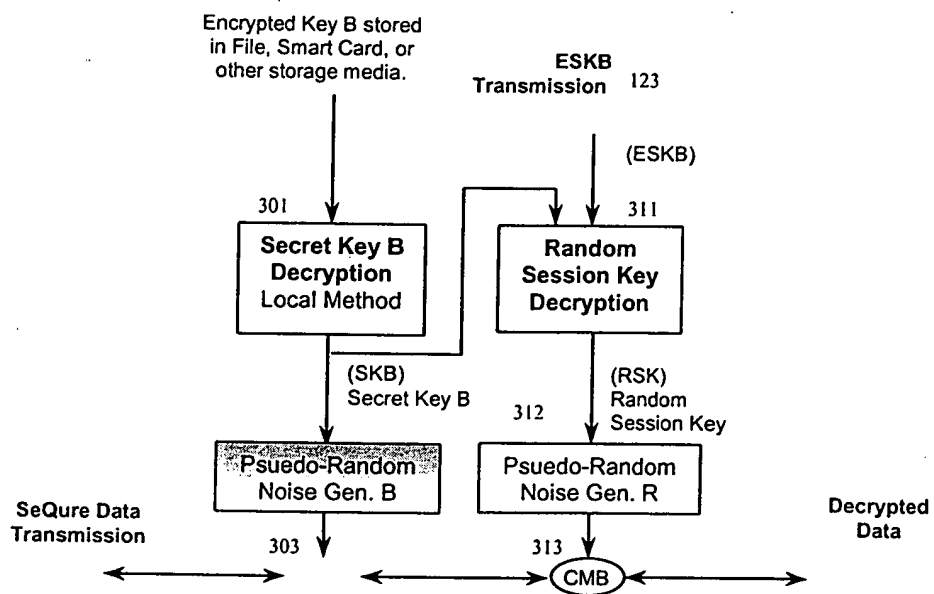 Encrypted Key B stored
in File, Smart Card, or
other storage media.
ESKB
Transmission 123
(ESKB)
301
311
Secret Key B
Decryption
Local Method
Random
Session Key
Decryption
(SKB)
Secret Key B
(RSK)
Random
Session Key
312
Psuedo-Random
Noise Gen. B
Psuedo-Random
Noise Gen. R
SeQure Data
Transmission
Decrypted
Data
303
313
CMB